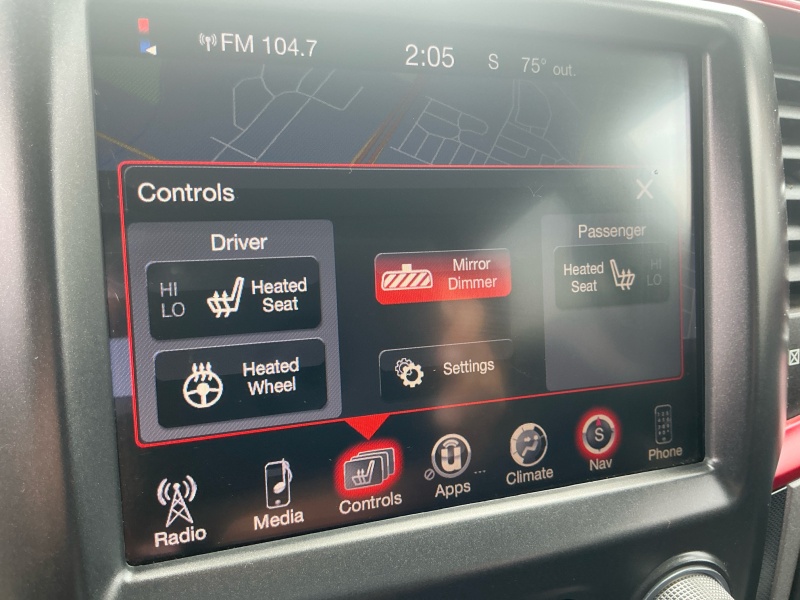 FM 104.7 2:05 S 75° out.
Controls X
Driver
HI
LO
Heated
Seat
Heated
Wheel
Mirror
Dimmer
Settings
Passenger
Heated
Seat
HI
LO
Radio Media Controls Apps ... Climate S Nav Phone